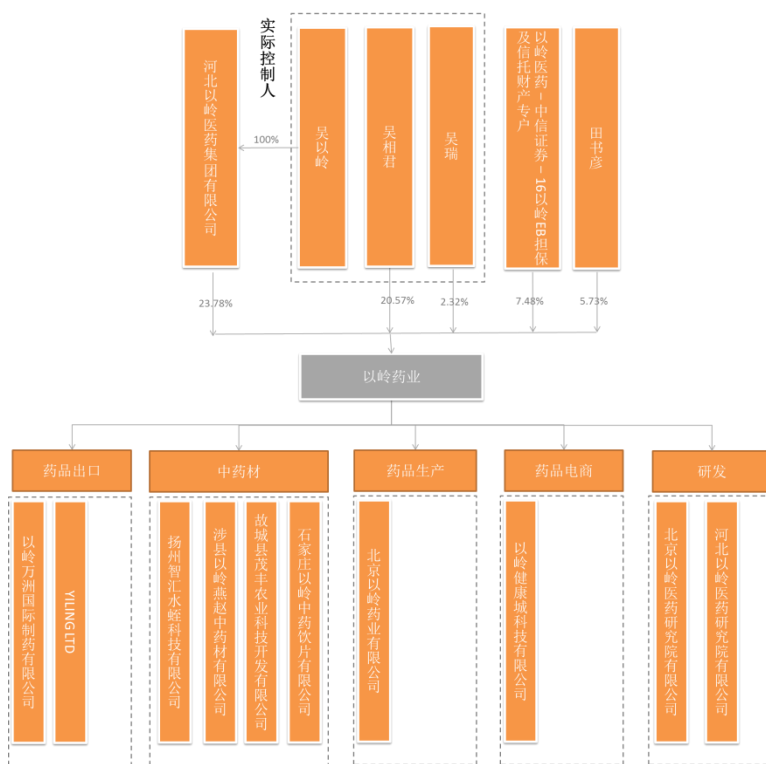 实际控制人
河北以岭医药集团有限公司
100%
吴以岭
吴相君
吴瑞
以岭医药-中信证券-16以岭EB担保
及信托财产专户
田书彦
23.78%
20.57%
2.32%
7.48%
5.73%
以岭药业
药品出口
中药材
药品生产
药品电商
研发
以岭万洲国际制药有限公司
YILING LTD
扬州智汇水蛭科技有限公司
涉县以岭燕赵中药材有限公司
故城县茂丰农业科技开发有限公司
石家庄以岭中药饮片有限公司
北京以岭药业有限公司
以岭健康城科技有限公司
北京以岭医药研究院有限公司
河北以岭医药研究院有限公司